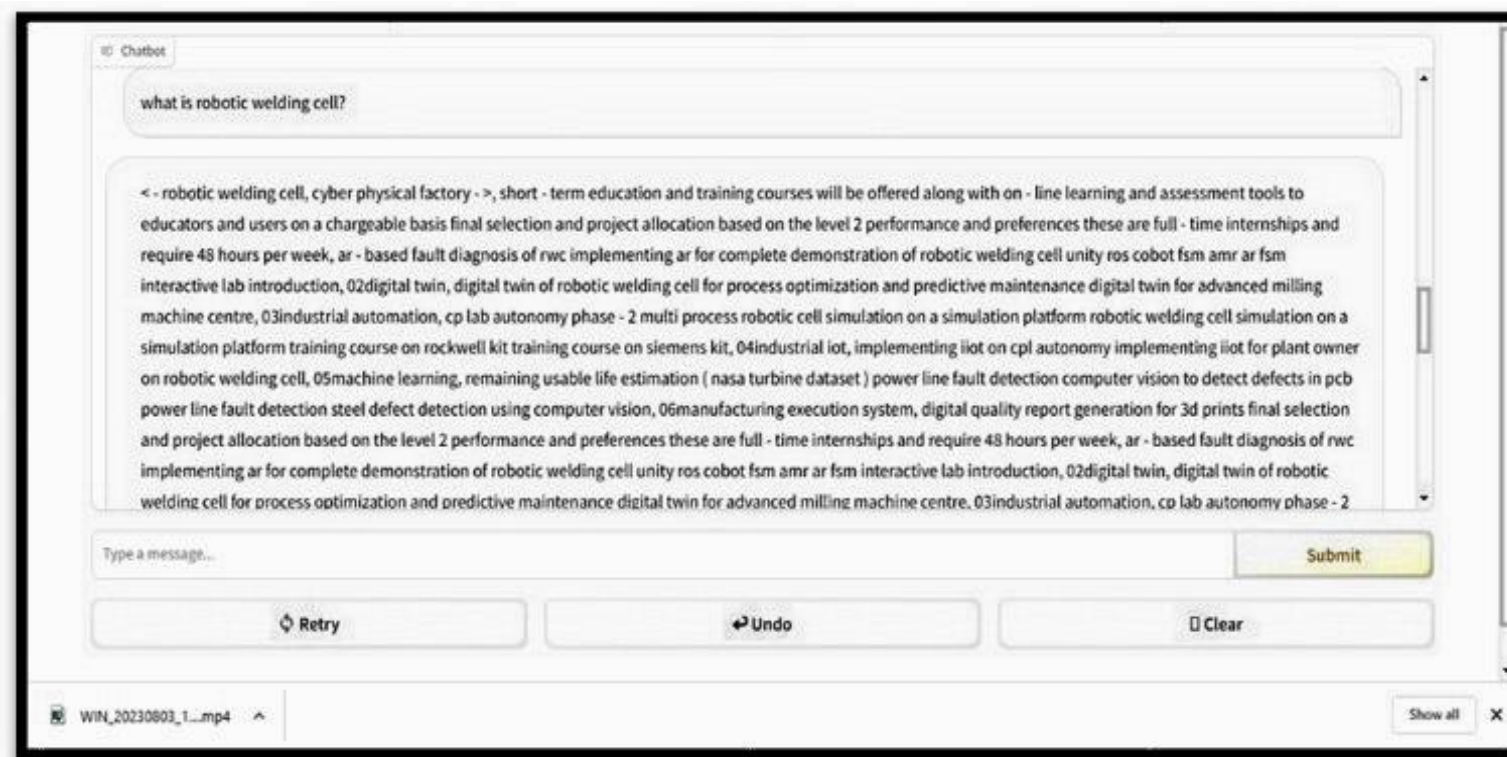 Chatbot
what is robotic welding cell?
< - robotic welding cell, cyber physical factory - >, short - term education and training courses will be offered along with on - line learning and assessment tools to
educators and users on a chargeable basis final selection and project allocation based on the level 2 performance and preferences these are full - time internships and
require 48 hours per week, ar - based fault diagnosis of rwc implementing ar for complete demonstration of robotic welding cell unity ros cobot fsm amr ar fsm
interactive lab introduction, 02digital twin, digital twin of robotic welding cell for process optimization and predictive maintenance digital twin for advanced milling
machine centre, 03industrial automation, cp lab autonomy phase - 2 multi process robotic cell simulation on a simulation platform robotic welding cell simulation on a
simulation platform training course on rockwell kit training course on siemens kit, 04industrial iot, implementing iiot on cpl autonomy implementing iiot for plant owner
on robotic welding cell, 05machine learning, remaining usable life estimation ( nasa turbine dataset ) power line fault detection computer vision to detect defects in pcb
power line fault detection steel defect detection using computer vision, 06manufacturing execution system, digital quality report generation for 3d prints final selection
and project allocation based on the level 2 performance and preferences these are full - time internships and require 48 hours per week, ar - based fault diagnosis of rwc
implementing ar for complete demonstration of robotic welding cell unity ros cobot fsm amr ar fsm interactive lab introduction, 02digital twin, digital twin of robotic
welding cell for process optimization and predictive maintenance digital twin for advanced milling machine centre, 03industrial automation, cp lab autonomy phase - 2
Type a message...
Submit
Retry
Undo
Clear
WIN_20230803_1....mp4
Show all